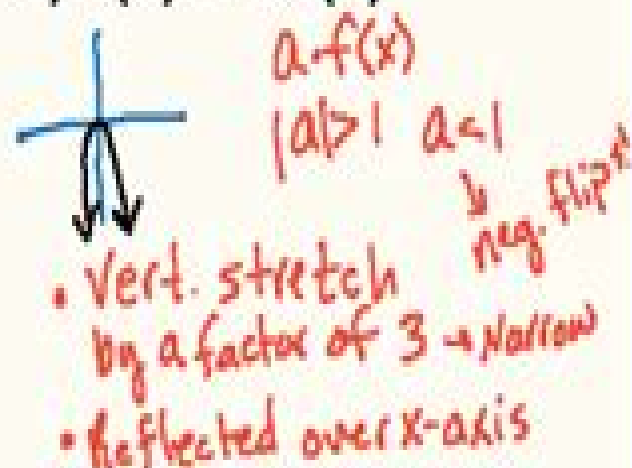 a·f(x)
|a|>1 a<1
neg. flip
• Vert. stretch
by a factor of 3 → Narrow
• Reflected over x-axis